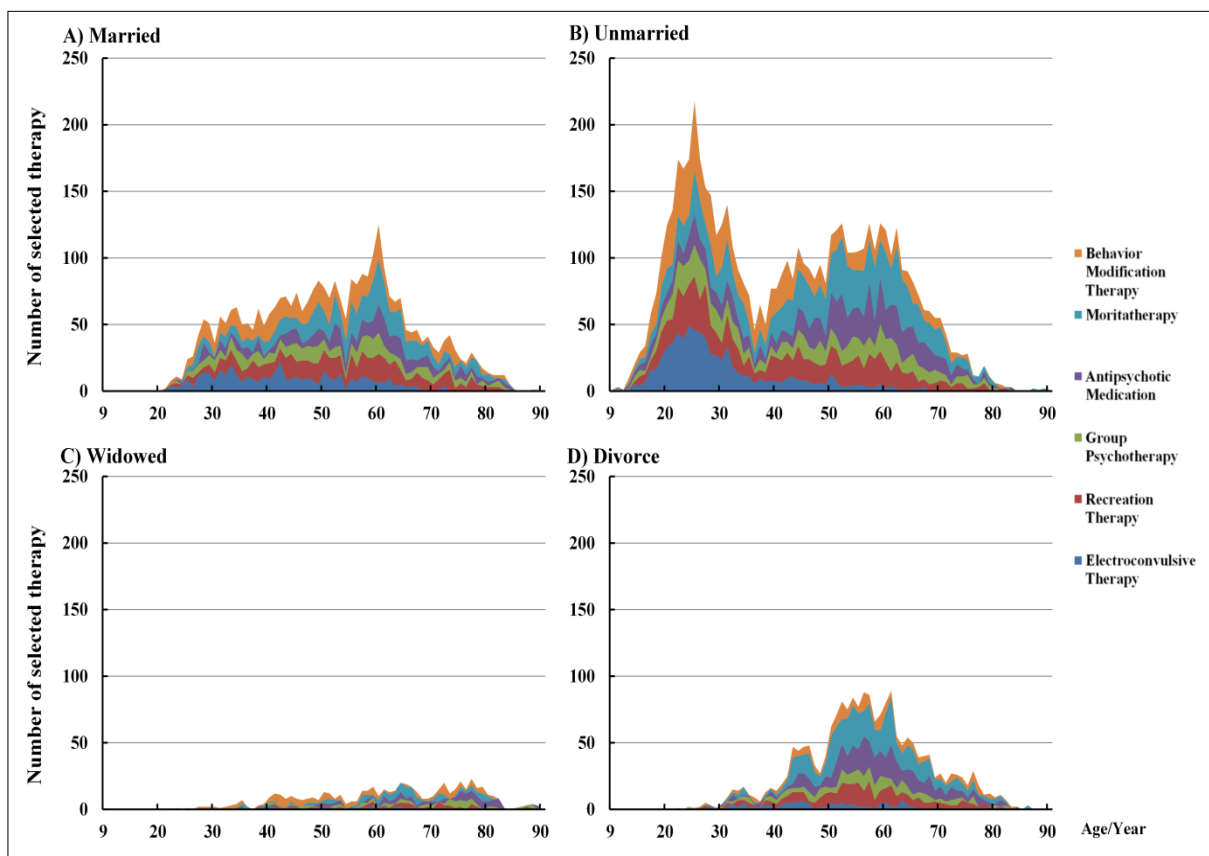 A) Married
B) Unmarried
250
200
150
100
50
0
9 20 30 40 50 60 70 80 90
250
200
150
100
50
0
9 20 30 40 50 60 70 80 90
Number of selected therapy
C) Widowed
D) Divorce
250
200
150
100
50
0
9 20 30 40 50 60 70 80 90
250
200
150
100
50
0
9 20 30 40 50 60 70 80 90
Number of selected therapy
Age/Year
Behavior
Modification
Therapy
Moritatherapy
Antipsychotic
Medication
Group
Psychotherapy
Recreation
Therapy
Electroconvulsive
Therapy